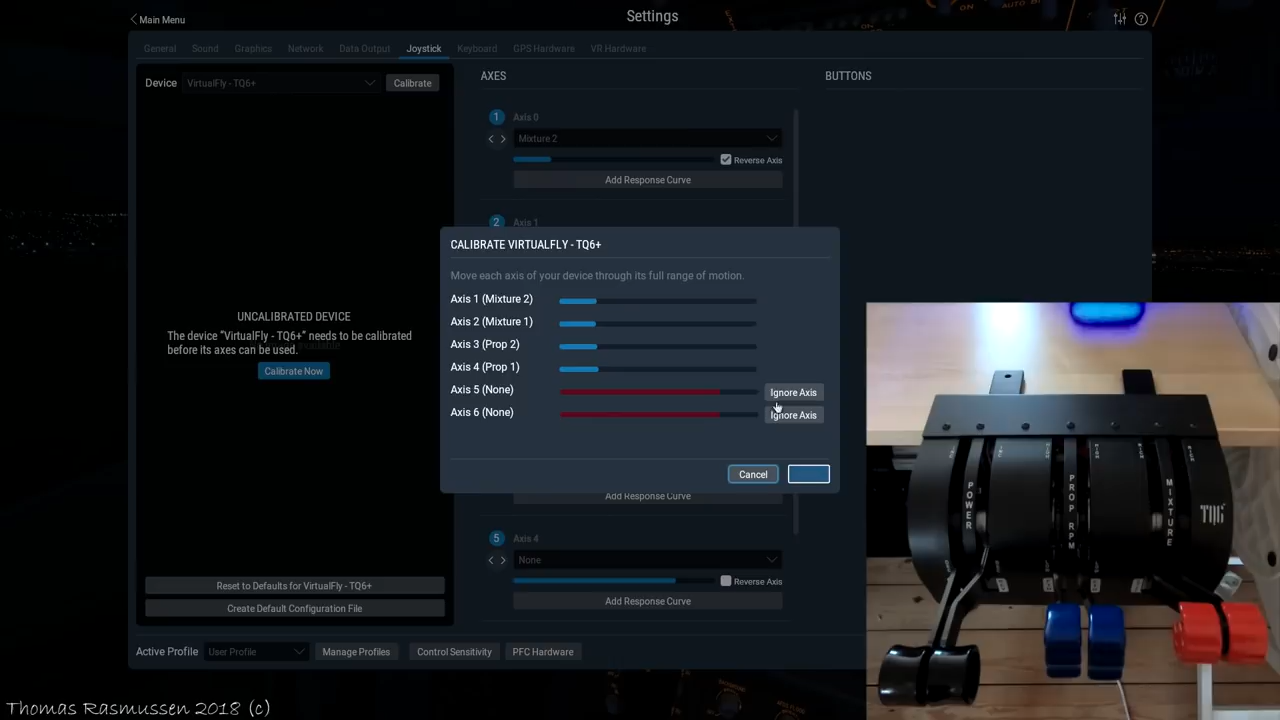 Main Menu
Settings
General Sound Graphics Network Data Output Joystick Keyboard GPS Hardware VR Hardware
Device VirtualFly - TQ6+ Calibrate
AXES
BUTTONS
1 Axis 0
Mixture 2
Reverse Axis
Add Response Curve
2 Axis 1
CALIBRATE VIRTUALFLY - TQ6+
Move each axis of your device through its full range of motion.
Axis 1 (Mixture 2)
Axis 2 (Mixture 1)
Axis 3 (Prop 2)
Axis 4 (Prop 1)
Axis 5 (None) Ignore Axis
Axis 6 (None) Ignore Axis
Cancel
UNCALIBRATED DEVICE
The device "VirtualFly - TQ6+" needs to be calibrated
before its axes can be used.
Calibrate Now
Add Response Curve
5 Axis 4
None
Reverse Axis
Add Response Curve
Reset to Defaults for VirtualFly - TQ6+
Create Default Configuration File
Active Profile User Profile Manage Profiles Control Sensitivity PFC Hardware
POWER
PROP RPM
MIXTURE
TQ6
Thomas Rasmussen 2018 (c)